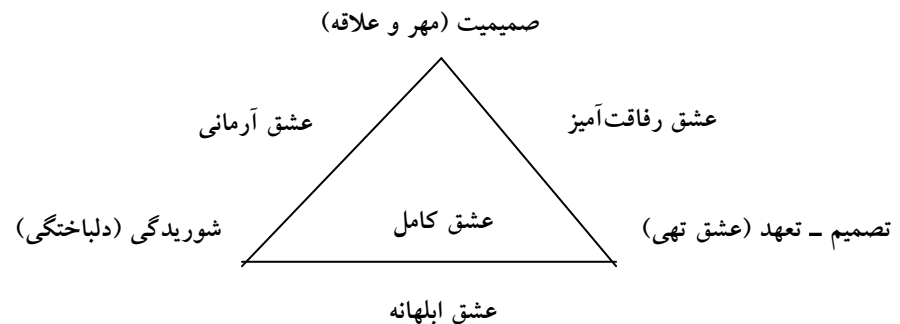 صمیمیت (مهر و علاقه)
عشق رفاقت‌آمیز
عشق آرمانی
تصمیم ـ تعهد (عشق تهی)
عشق کامل
شوریدگی (دلباختگی)
عشق ابلهانه